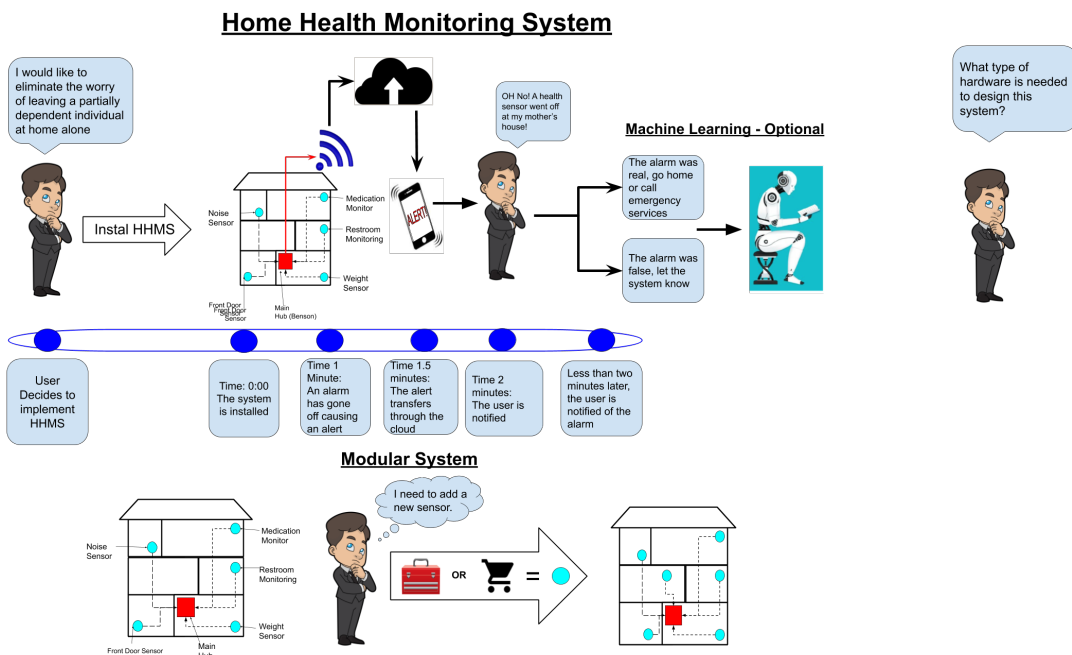 Home Health Monitoring System
I would like to
eliminate the worry
of leaving a partially
dependent individual
at home alone
Instal HHMS
Noise
Sensor
Medication
Monitor
Restroom
Monitoring
Weight
Sensor
Front Door
Sensor
Front Door
Sensor
Main
Hub (Benson)
ALERT!
OH No! A health
sensor went off
at my mother's
house!
Machine Learning - Optional
The alarm was
real, go home
or call
emergency
services
The alarm was
false, let the
system know
What type of
hardware is needed
to design this
system?
User
Decides to
implement
HHMS
Time: 0:00
The system
is installed
Time 1
Minute:
An alarm
has gone
off causing
an alert
Time 1.5
minutes:
The alert
transfers
through the
cloud
Time 2
minutes:
The user is
notified
Less than two
minutes later,
the user is
notified of the
alarm
Modular System
Noise
Sensor
Medication
Monitor
Restroom
Monitoring
Weight
Sensor
Front Door Sensor
Main
Hub
I need to add a
new sensor.
OR
=